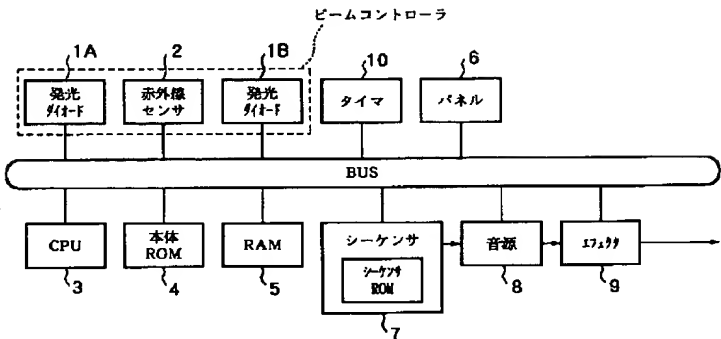 ビームコントローラ
1A
2
1B
10
6
発光
ダイオード
赤外線
センサ
発光
ダイオード
タイマ
パネル
BUS
CPU
本体
ROM
RAM
シーケンサ
シーケンサ
ROM
音源
エフェクタ
3
4
5
7
8
9